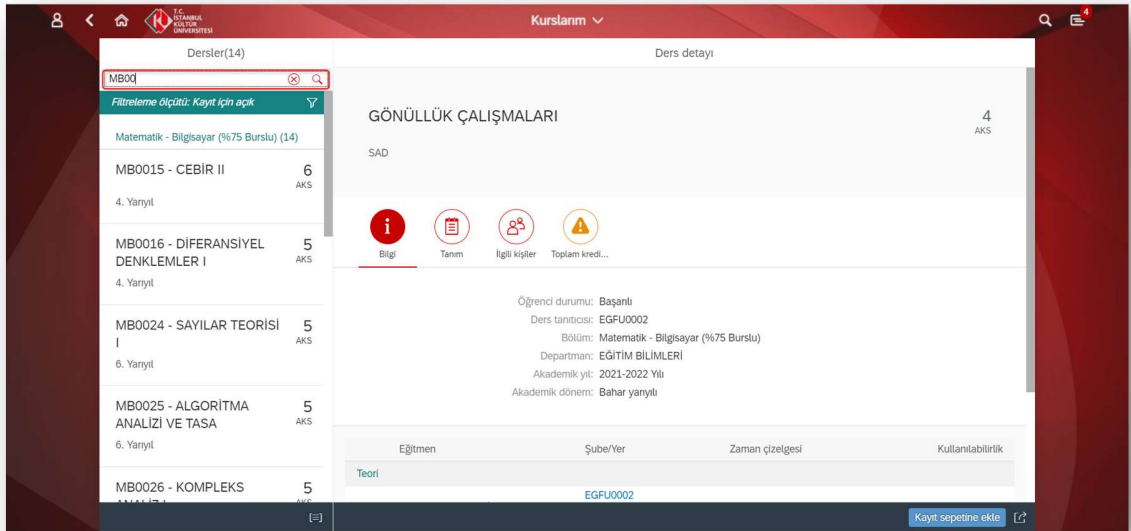 T.C.
İSTANBUL
KÜLTÜR
ÜNİVERSİTESİ
Kurslarım
4
Dersler(14)
Ders detayı
MB00
Filtreleme ölçütü: Kayıt için açık
Matematik - Bilgisayar (%75 Burslu) (14)
MB0015 - CEBİR II
6
AKS
4. Yarıyıl
MB0016 - DİFERANSİYEL
DENKLEMLER I
5
AKS
4. Yarıyıl
MB0024 - SAYILAR TEORİSİ
I
5
AKS
6. Yarıyıl
MB0025 - ALGORİTMA
ANALİZİ VE TASA
5
AKS
6. Yarıyıl
MB0026 - KOMPLEKS
ANALİZ I
5
AKS
GÖNÜLLÜK ÇALIŞMALARI
4
AKS
SAD
Bilgi
Tanım
İlgili kişiler
Toplam kredi...
Öğrenci durumu: Başarılı
Ders tanıtıcısı: EGFU0002
Bölüm: Matematik - Bilgisayar (%75 Burslu)
Departman: EĞİTİM BİLİMLERİ
Akademik yıl: 2021-2022 Yılı
Akademik dönem: Bahar yarıyılı
Eğitmen Şube/Yer Zaman çizelgesi Kullanılabilirlik
Teori
EGFU0002
Kayıt sepetine ekle